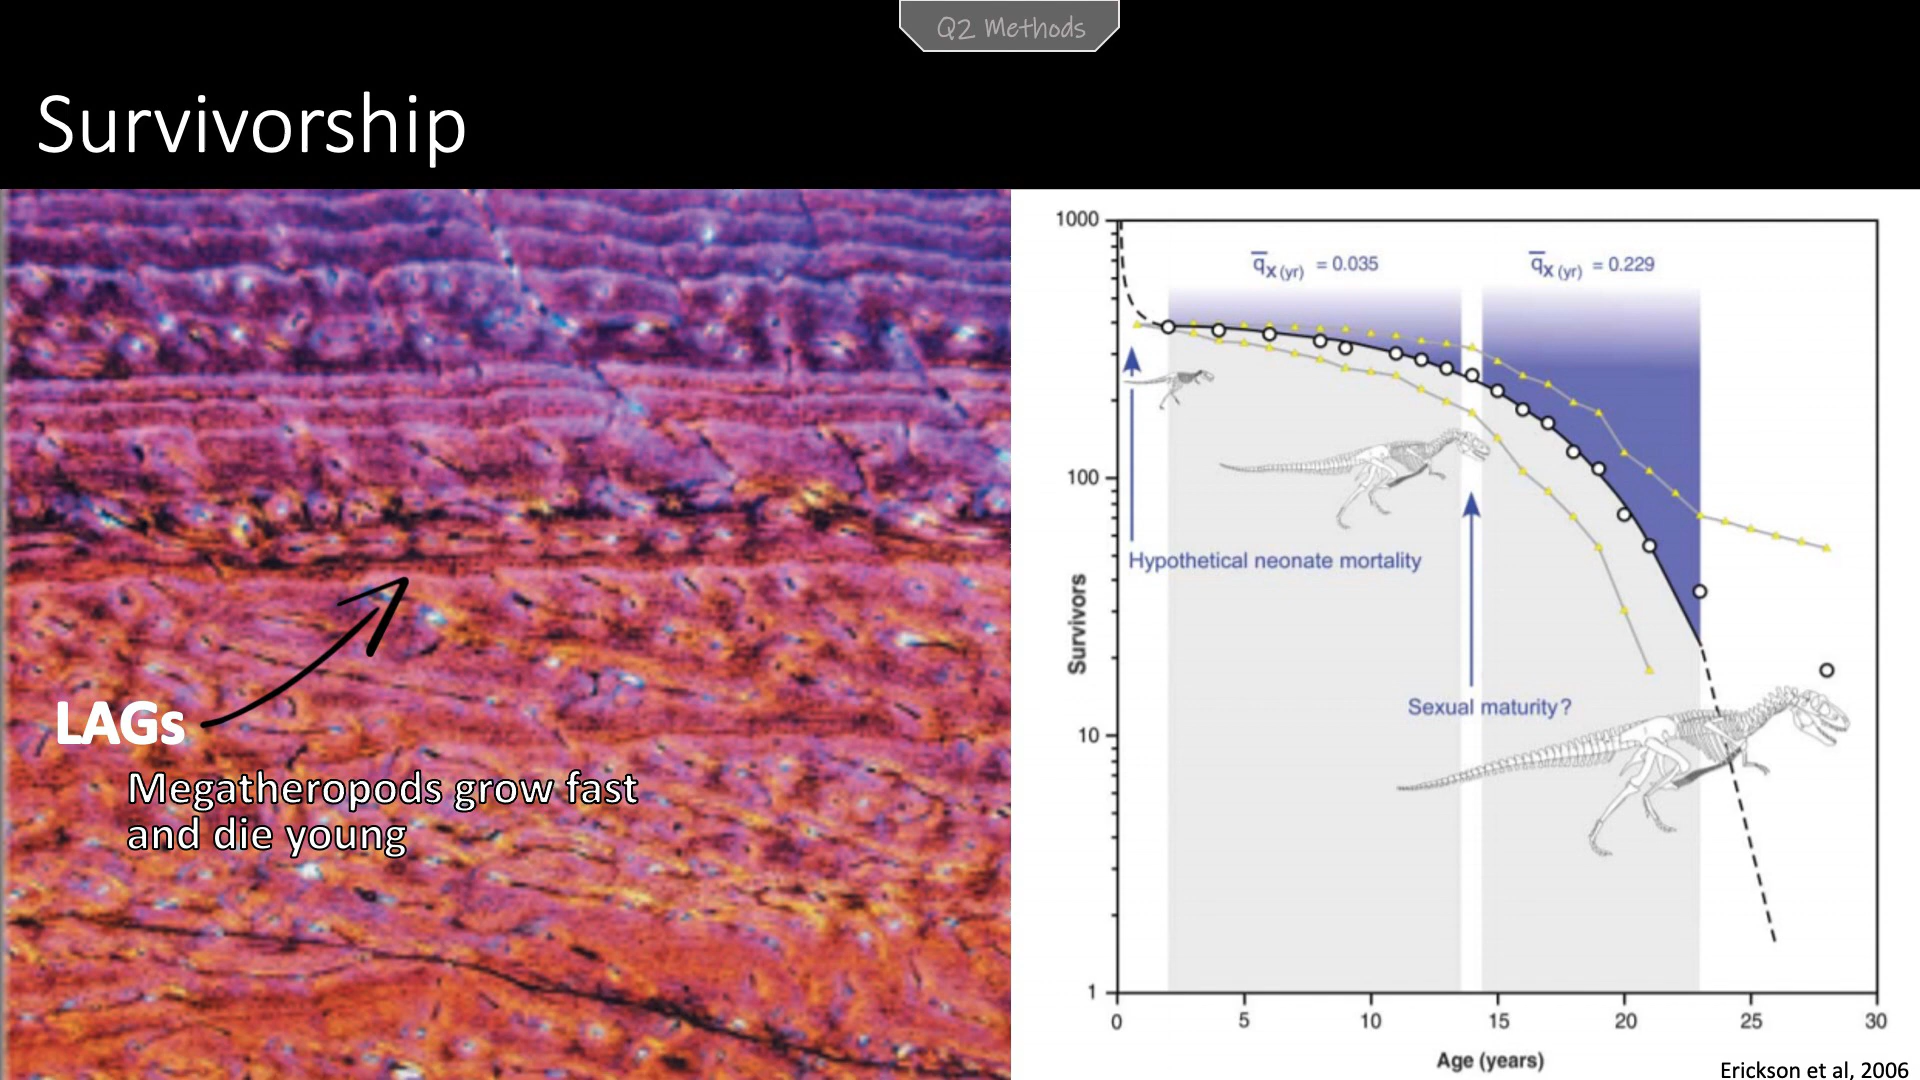 Q2 Methods
Survivorship
LAGs
Megatheropods grow fast
and die young
1000
100
10
1
Survivors
q̅x (yr) = 0.035
q̅x (yr) = 0.229
Hypothetical neonate mortality
Sexual maturity?
0 5 10 15 20 25 30
Age (years)
Erickson et al, 2006